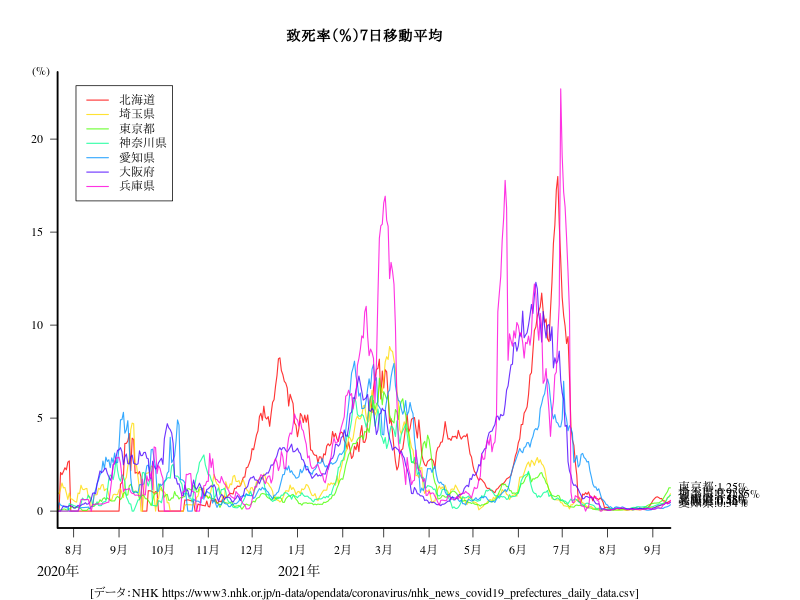 致死率(%)7日移動平均
(%)
北海道
埼玉県
東京都
神奈川県
愛知県
大阪府
兵庫県
20
15
10
5
0
東京都:1.25%
8月 9月 10月 11月 12月 1月 2月 3月 4月 5月 6月 7月 8月 9月
2020年 2021年
[データ:NHK https://www3.nhk.or.jp/n-data/opendata/coronavirus/nhk_news_covid19_prefectures_daily_data.csv]